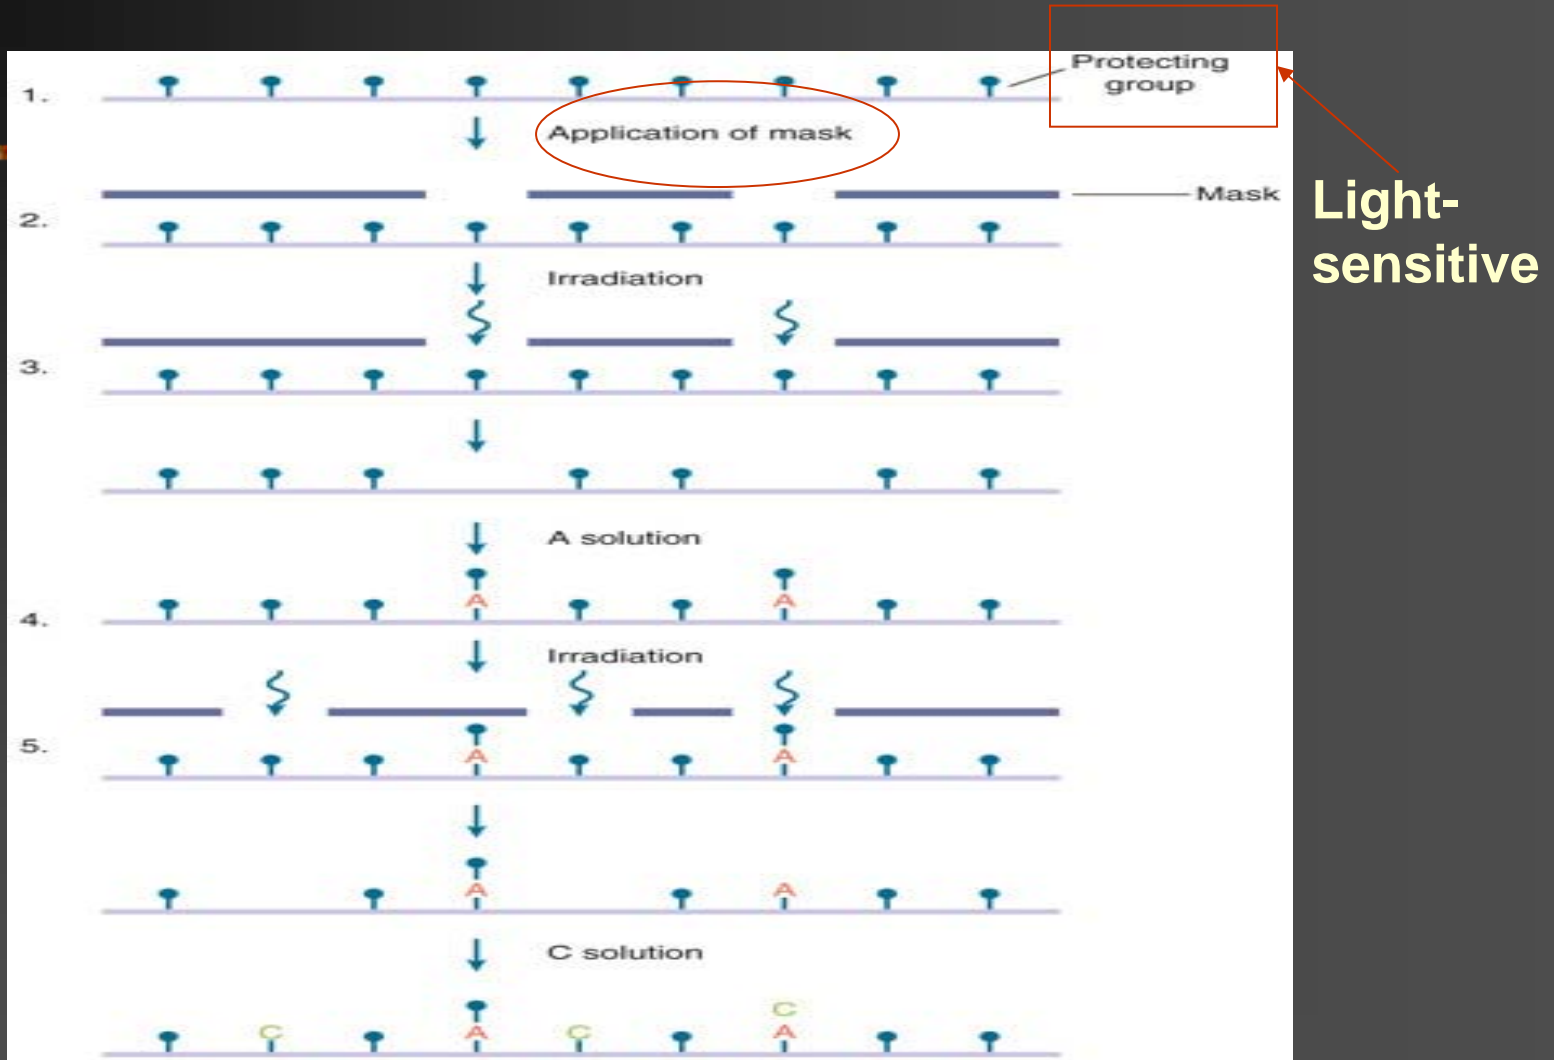 Protecting
group
1.
Application of mask
Mask
Light-
sensitive
2.
Irradiation
3.
A solution
A A
4.
Irradiation
5.
A A
A A
C solution
C
C A C A